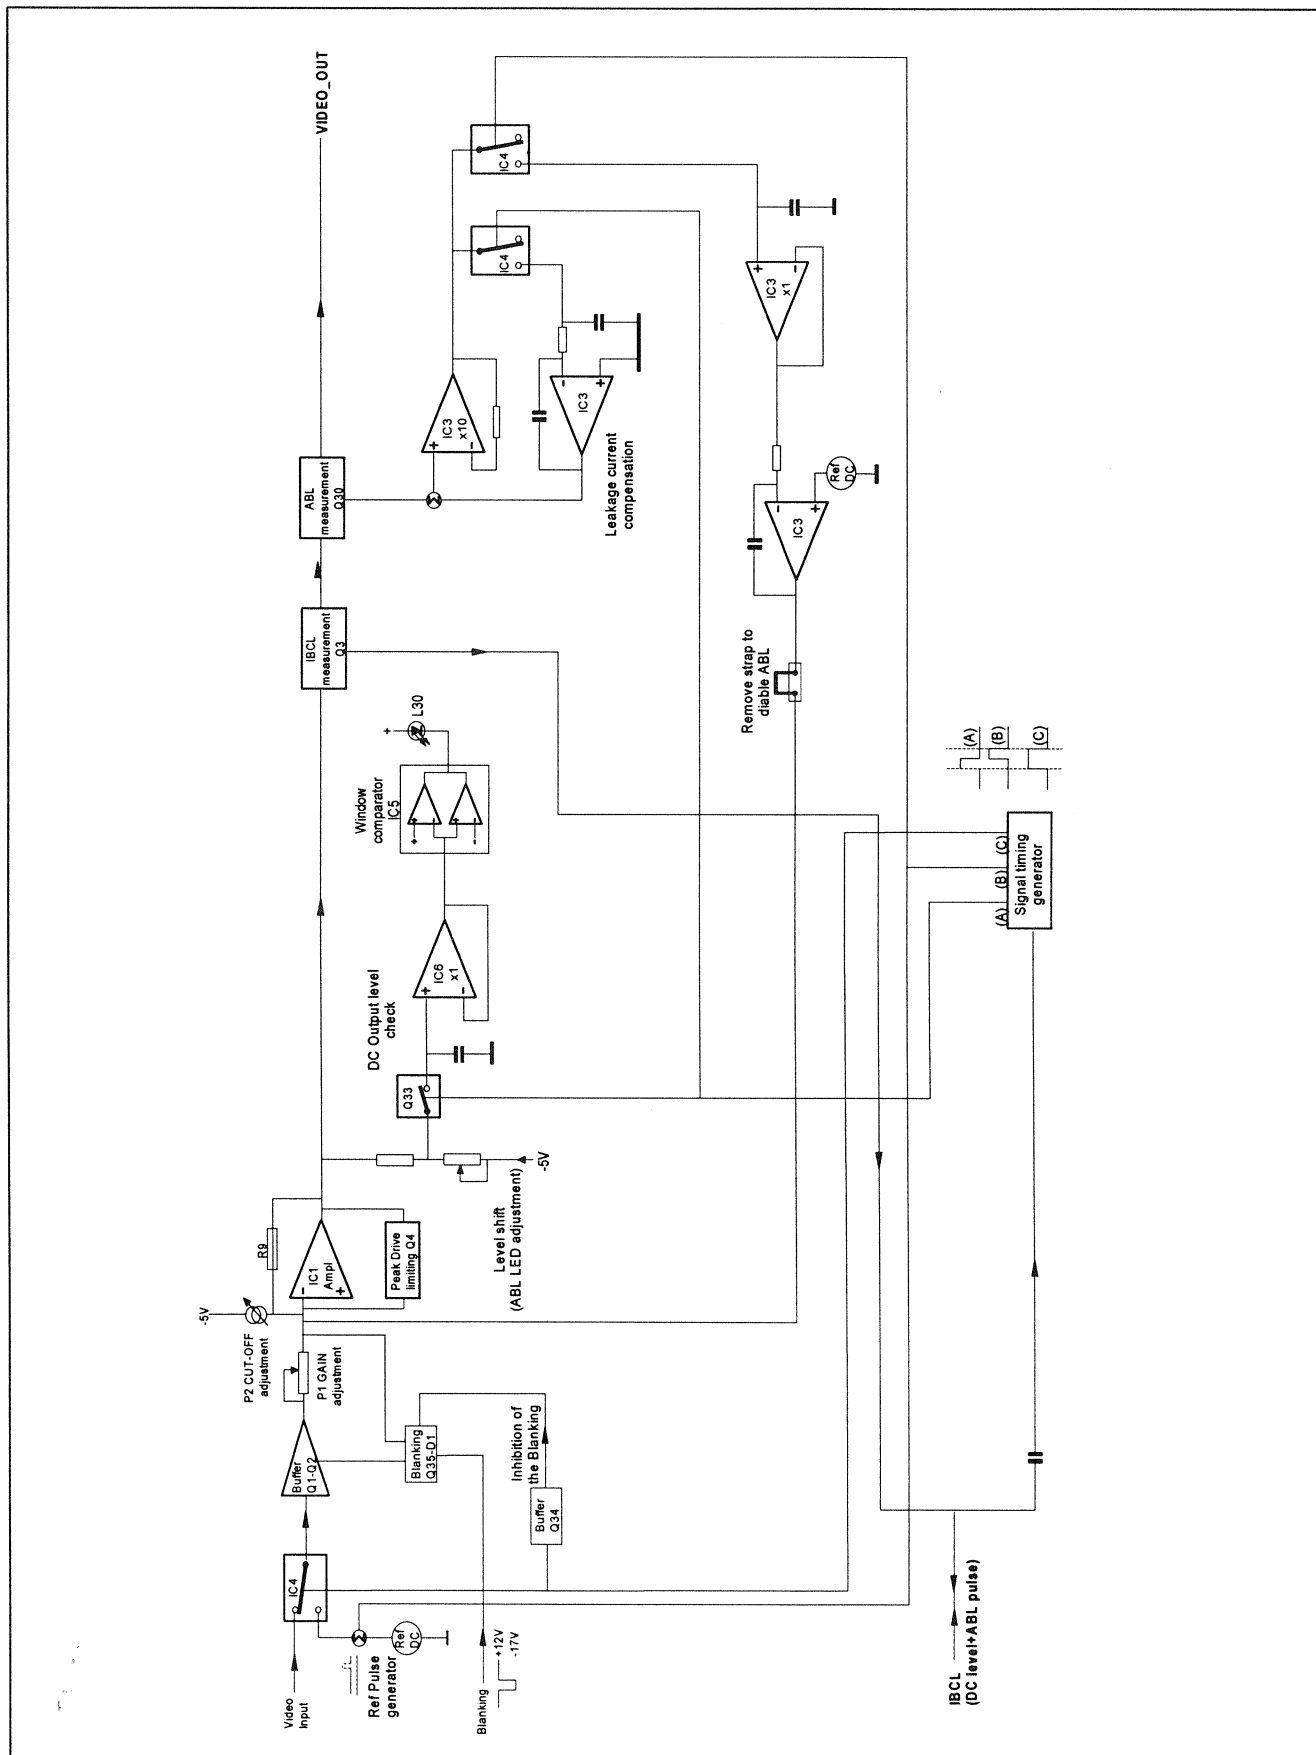 VIDEO_OUT
IC4
IC4
IC3
x1
+
-
IC3
x10
+
-
IC3
-
+
Leakage current
compensation
ABL
measurement
Q30
IC3
-
+
Ref
DC
IBCL
measurement
Q3
Remove strap to
diable ABL
+
L30
Window
comparator
IC5
+
+
-
-
(A)
(B)
(C)
Signal timing
generator
(A)
(B)
(C)
IC6
x1
+
-
DC Output level
check
Q33
-5V
Level shift
(ABL LED adjustment)
R9
IC1
Ampl
-
+
Peak Drive
limiting Q4
-5V
P2 CUT-OFF
adjustment
P1 GAIN
adjustment
Buffer
Q1-Q2
Blanking
Q35-D1
Inhibition of
the Blanking
Buffer
Q34
IC4
Video
Input
Ref
DC
Ref Pulse
generator
Blanking
+12V
-17V
IBCL
(DC level+ABL pulse)